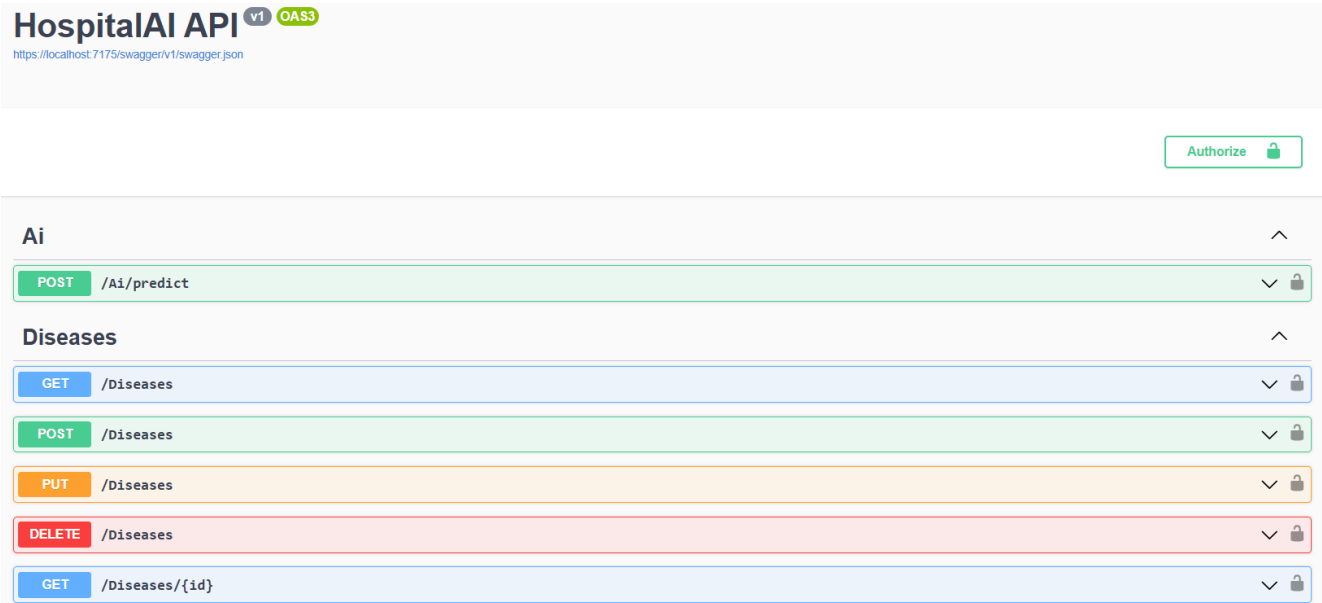 HospitalAI API v1 OAS3
https://localhost:7175/swagger/v1/swagger.json
Authorize
Ai
POST /Ai/predict
Diseases
GET /Diseases
POST /Diseases
PUT /Diseases
DELETE /Diseases
GET /Diseases/{id}